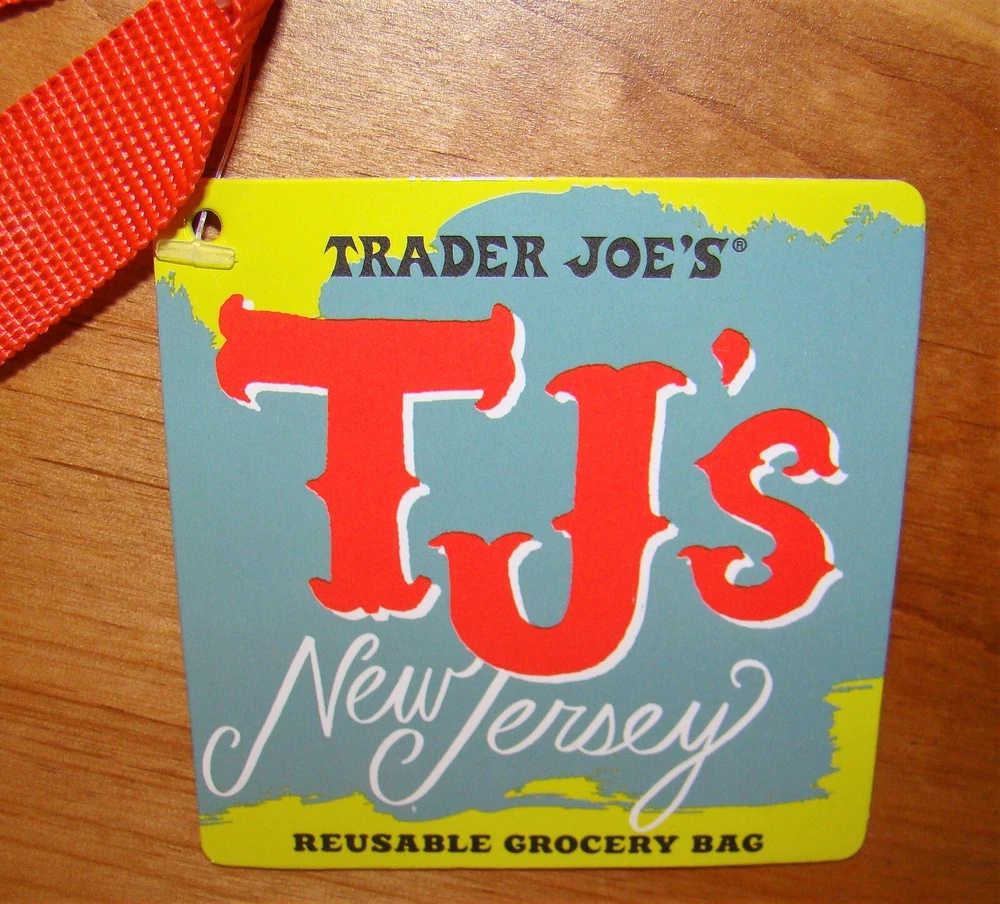 TRADER JOE'S®
TJ's
New Jersey
REUSABLE GROCERY BAG